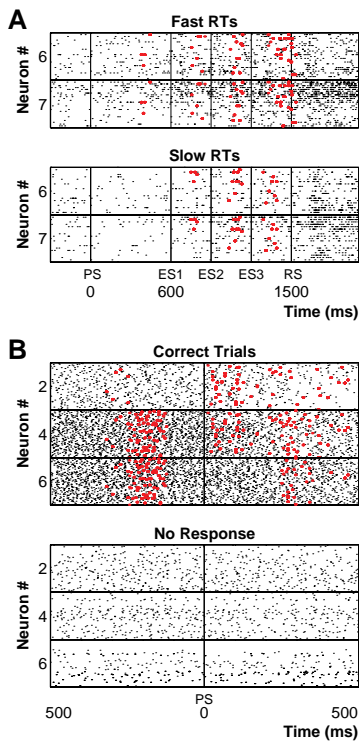 A
Fast RTs
Neuron #
6
7
Slow RTs
Neuron #
6
7
PS ES1 ES2 ES3 RS
0 600 1500
Time (ms)
B
Correct Trials
Neuron #
2
4
6
No Response
Neuron #
2
4
6
PS
500 0 500
Time (ms)